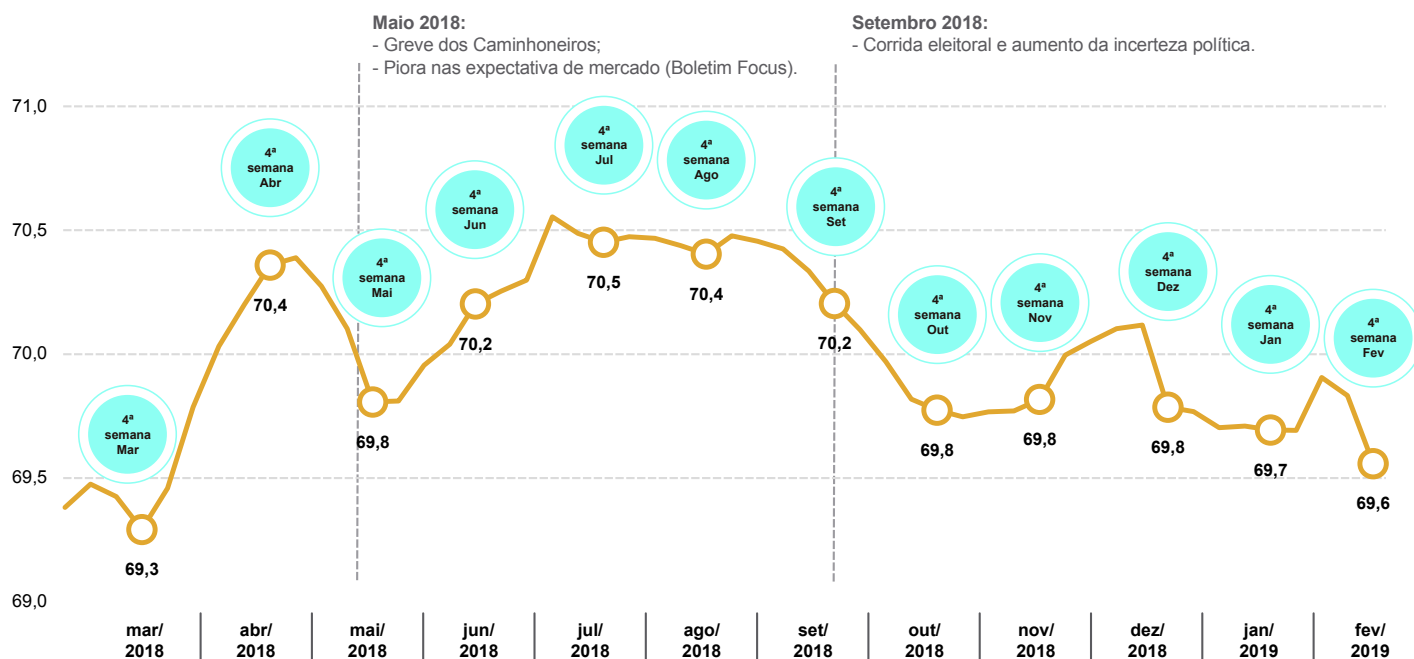 Maio 2018:
- Greve dos Caminhoneiros;
- Piora nas expectativa de mercado (Boletim Focus).
Setembro 2018:
- Corrida eleitoral e aumento da incerteza política.
71,0
70,5
70,0
69,5
69,0
4ª
semana
Mar
4ª
semana
Abr
4ª
semana
Mai
4ª
semana
Jun
4ª
semana
Jul
4ª
semana
Ago
4ª
semana
Set
4ª
semana
Out
4ª
semana
Nov
4ª
semana
Dez
4ª
semana
Jan
4ª
semana
Fev
69,3
70,4
69,8
70,2
70,5
70,4
70,2
69,8
69,8
69,8
69,7
69,6
mar/
2018
abr/
2018
mai/
2018
jun/
2018
jul/
2018
ago/
2018
set/
2018
out/
2018
nov/
2018
dez/
2018
jan/
2019
fev/
2019